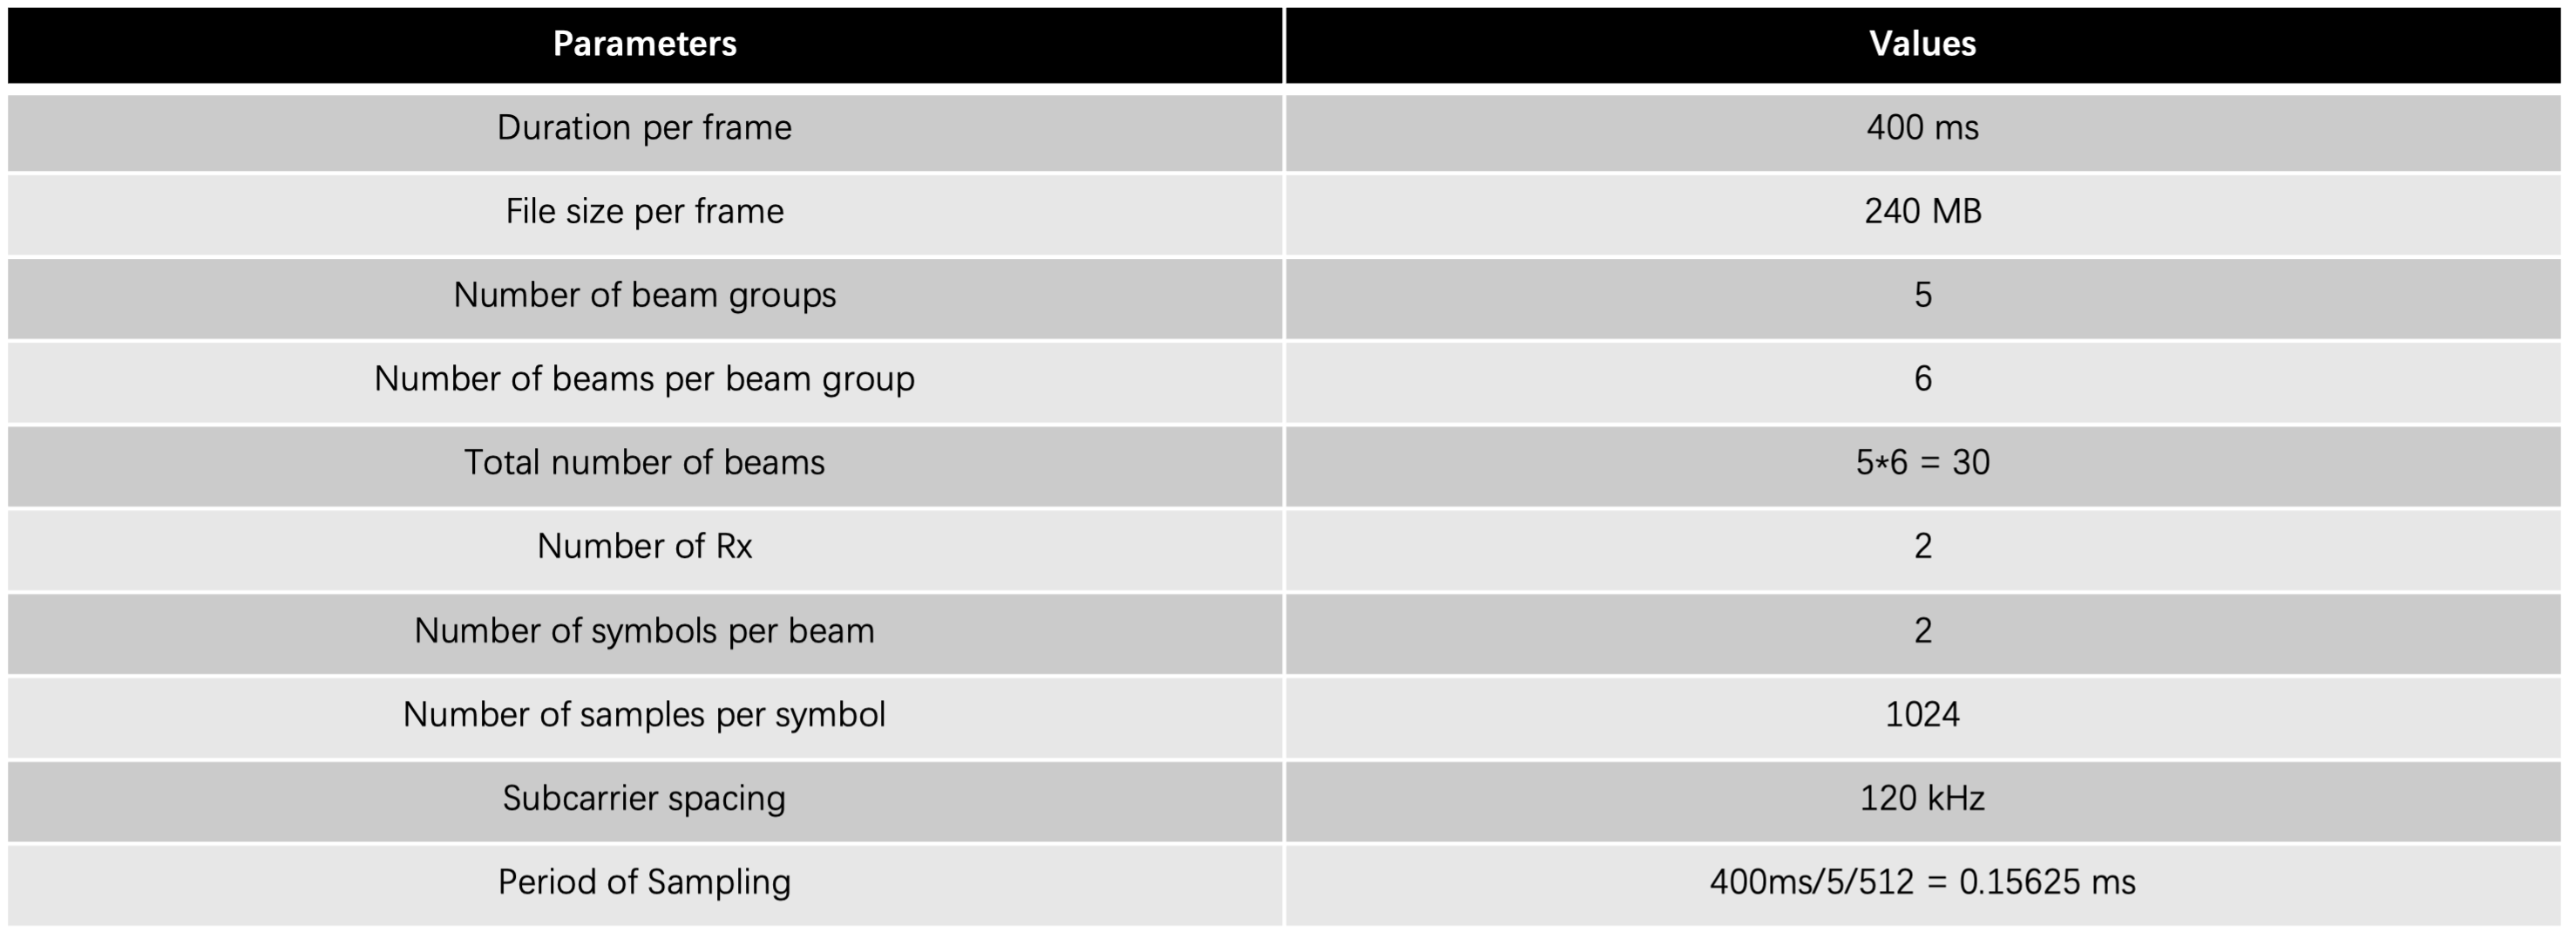 Parameters Values
Duration per frame 400 ms
File size per frame 240 MB
Number of beam groups 5
Number of beams per beam group 6
Total number of beams 5*6 = 30
Number of Rx 2
Number of symbols per beam 2
Number of samples per symbol 1024
Subcarrier spacing 120 kHz
Period of Sampling 400ms/5/512 = 0.15625 ms